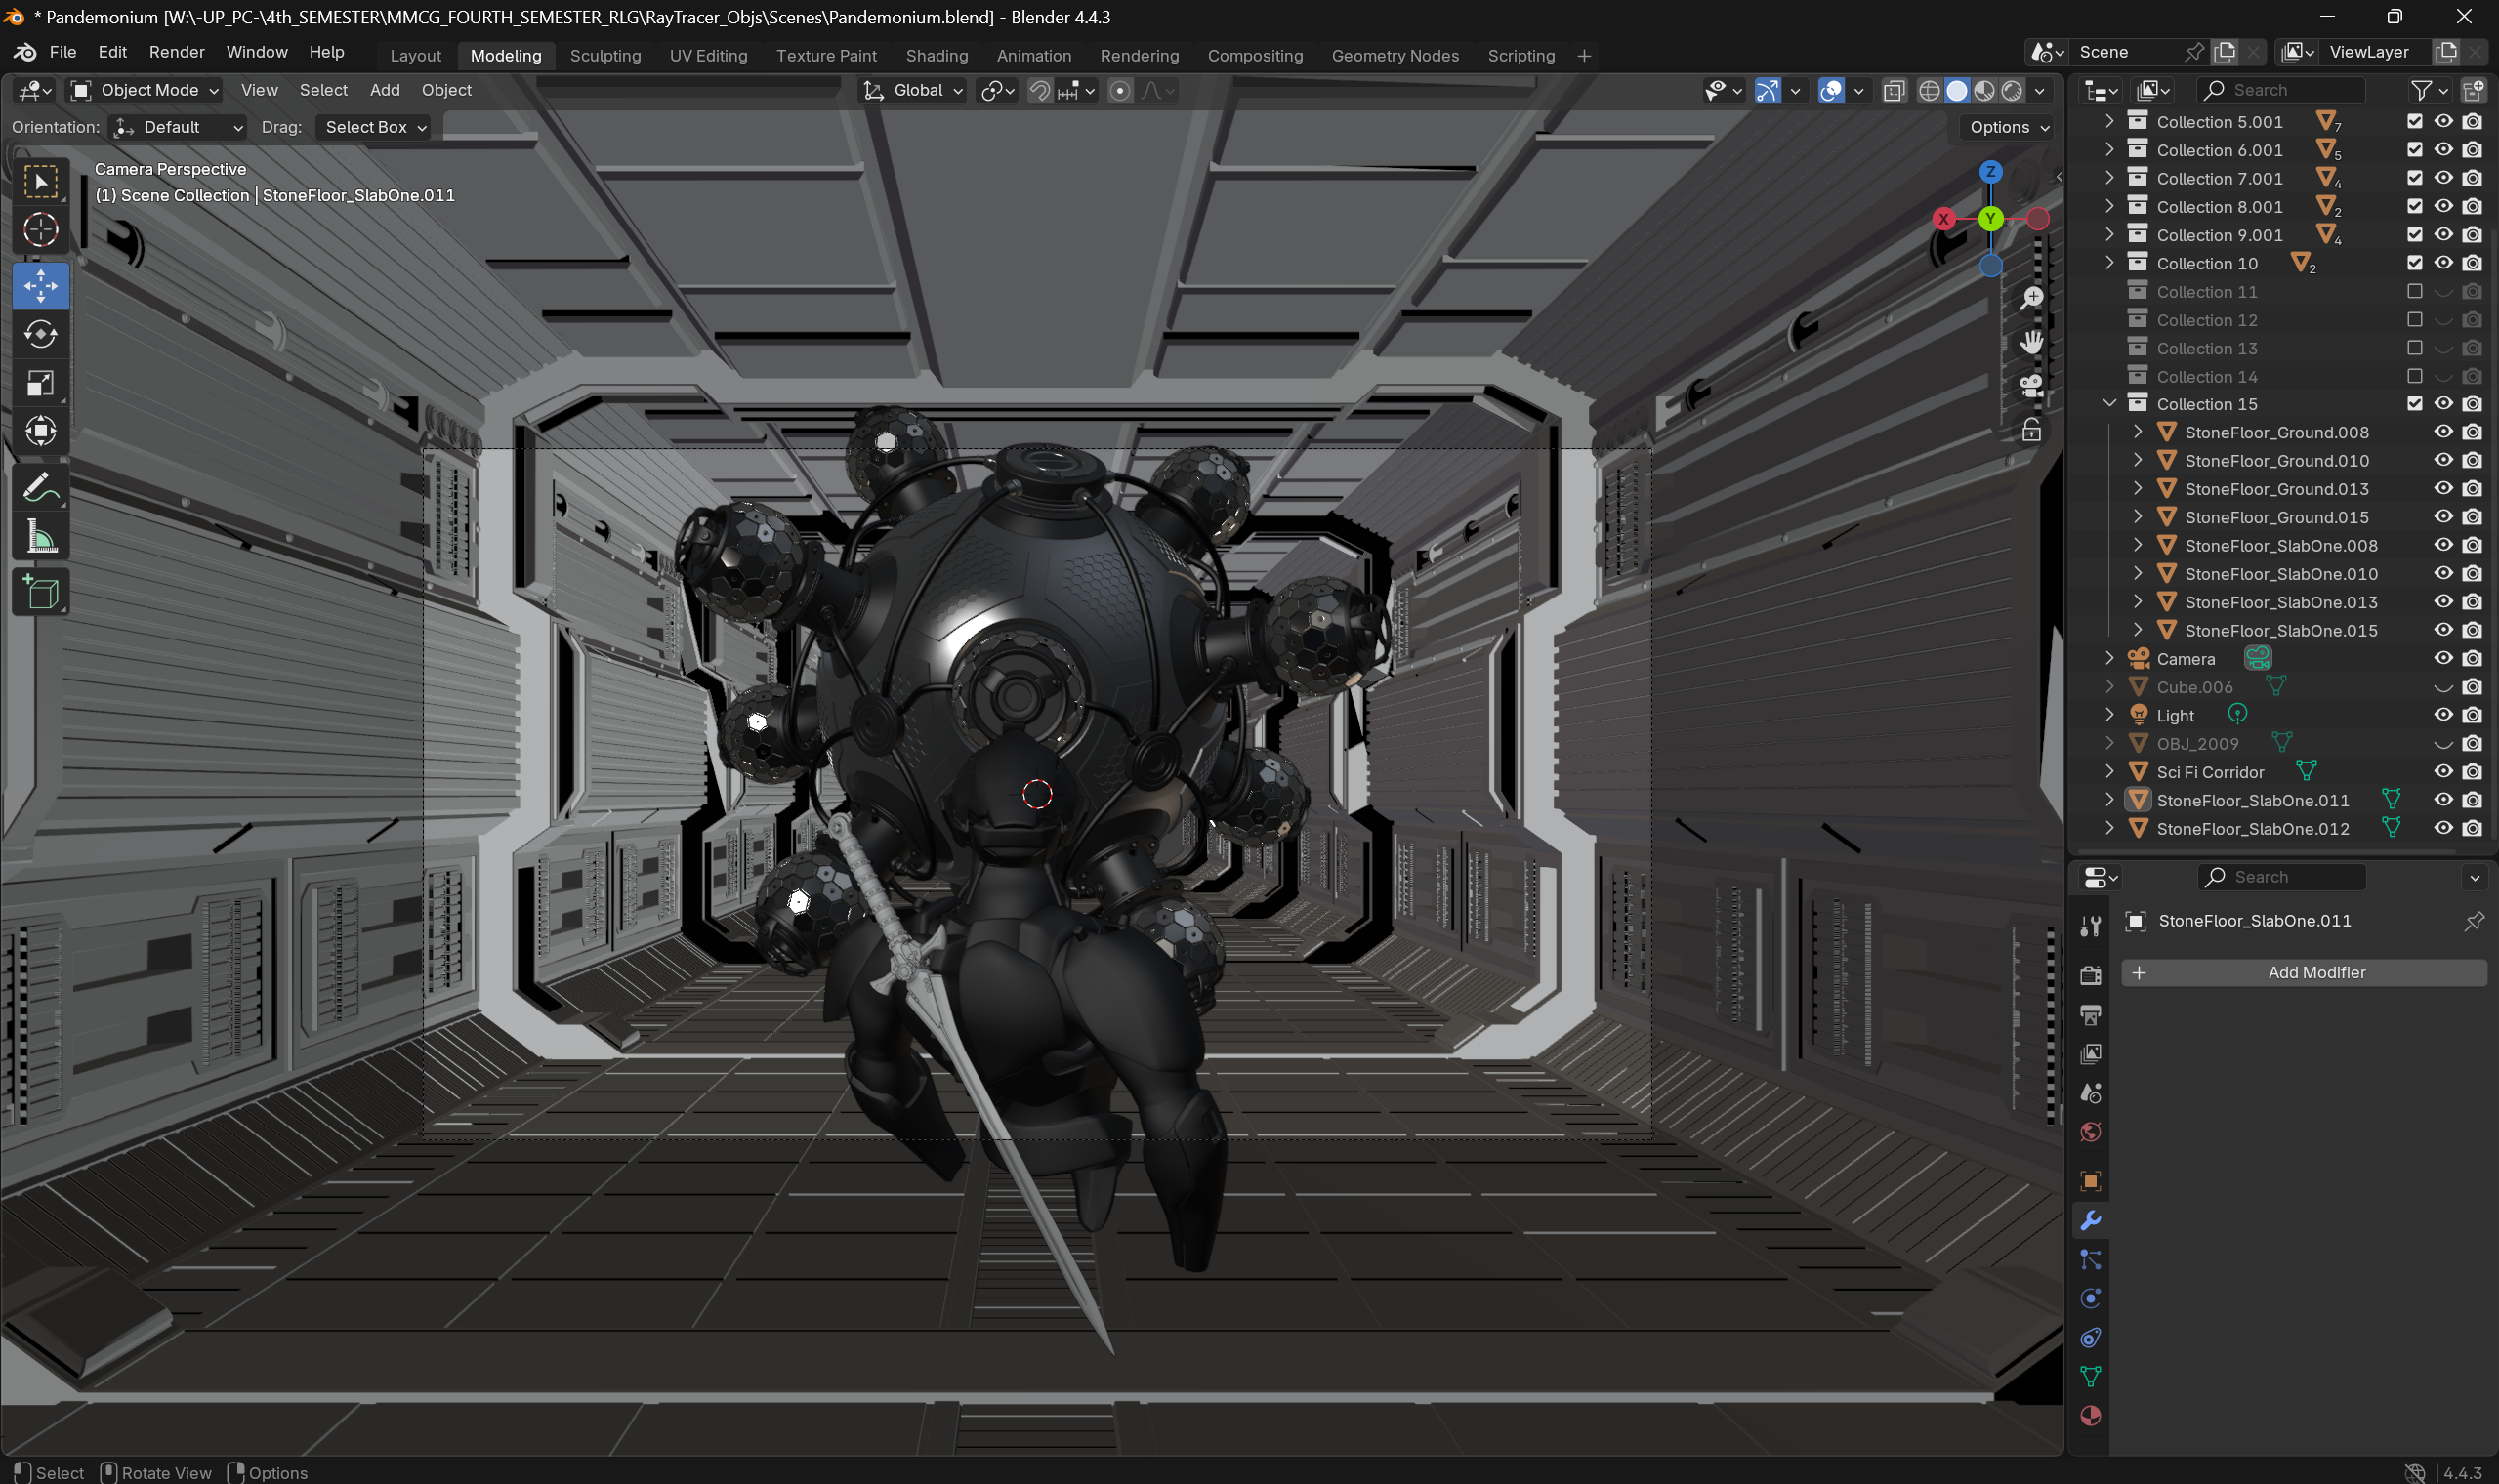 * Pandemonium [W:\-UP_PC-\4th_SEMESTER\MMCG_FOURTH_SEMESTER_RLG\RayTracer_Objs\Scenes\Pandemonium.blend] - Blender 4.4.3
File Edit Render Window Help Layout Modeling Sculpting UV Editing Texture Paint Shading Animation Rendering Compositing Geometry Nodes Scripting + Scene ViewLayer
Object Mode View Select Add Object Global Search
Orientation: Default Drag: Select Box Options
Camera Perspective
(1) Scene Collection | StoneFloor_SlabOne.011
Z
X Y
Collection 5.001 7
Collection 6.001 5
Collection 7.001 4
Collection 8.001 2
Collection 9.001 4
Collection 10 2
Collection 11
Collection 12
Collection 13
Collection 14
Collection 15
StoneFloor_Ground.008
StoneFloor_Ground.010
StoneFloor_Ground.013
StoneFloor_Ground.015
StoneFloor_SlabOne.008
StoneFloor_SlabOne.010
StoneFloor_SlabOne.013
StoneFloor_SlabOne.015
Camera
Cube.006
Light
OBJ_2009
Sci Fi Corridor
StoneFloor_SlabOne.011
StoneFloor_SlabOne.012
Search
StoneFloor_SlabOne.011
+ Add Modifier
Select Rotate View Options 4.4.3